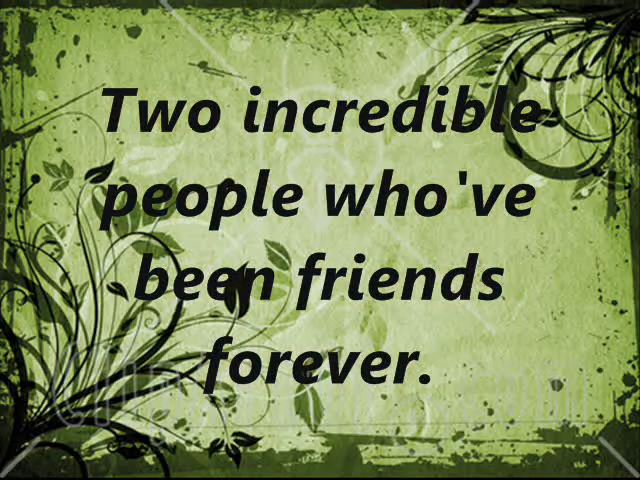 Two incredible
people who've
been friends
forever.